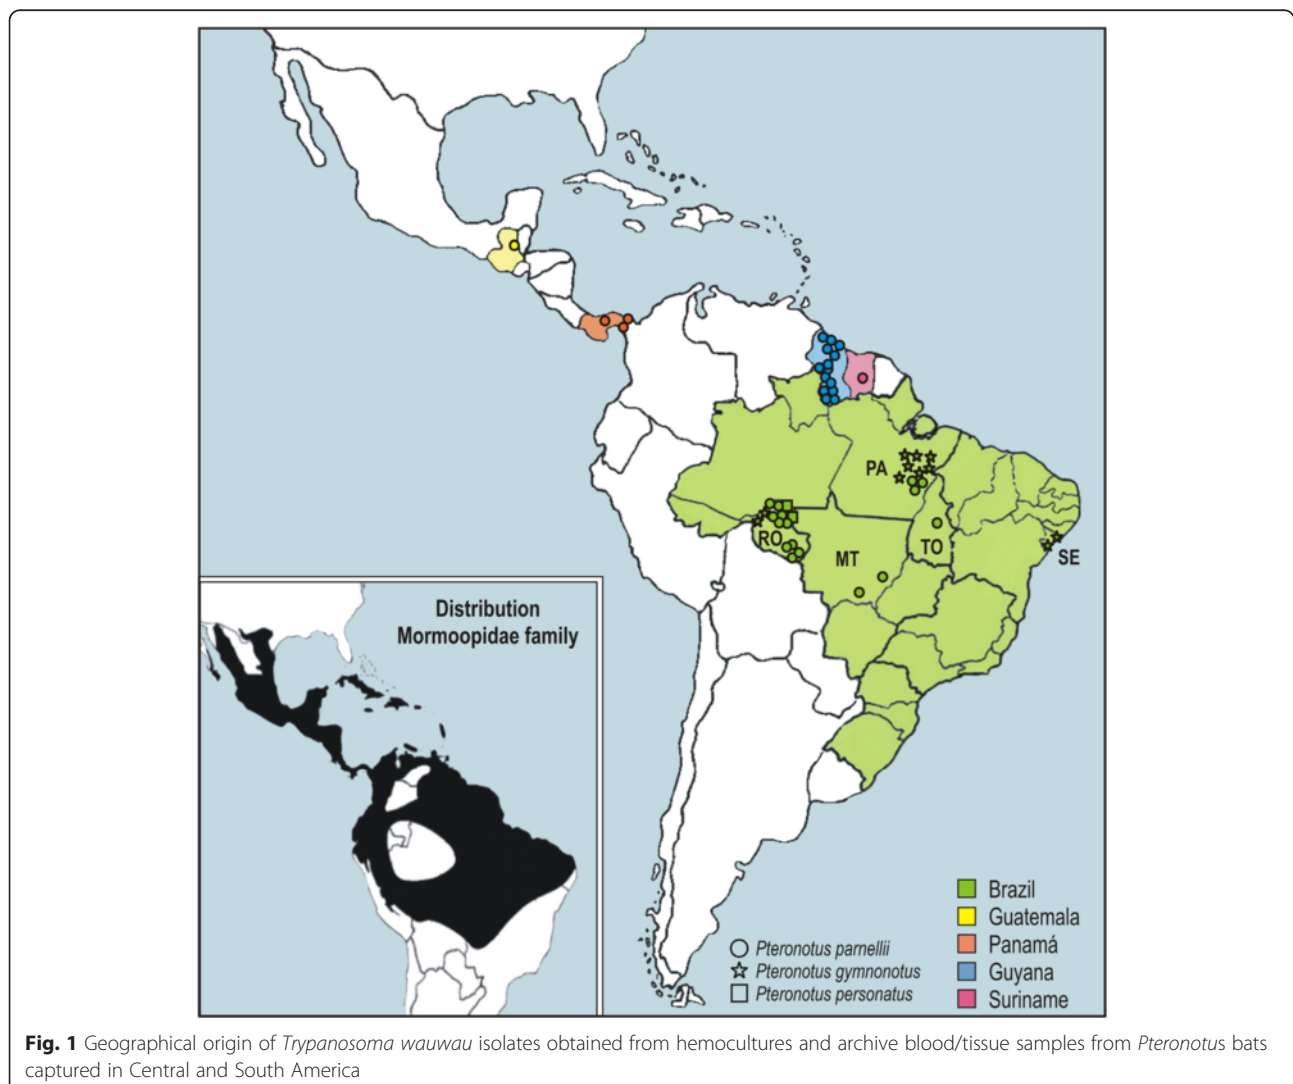 PA
RO
MT
TO
SE
Distribution
Mormoopidae family
Pteronotus parnellii
Pteronotus gymnonotus
Pteronotus personatus
Brazil
Guatemala
Panamá
Guyana
Suriname
Fig. 1 Geographical origin of Trypanosoma wauwau isolates obtained from hemocultures and archive blood/tissue samples from Pteronotus bats
captured in Central and South America